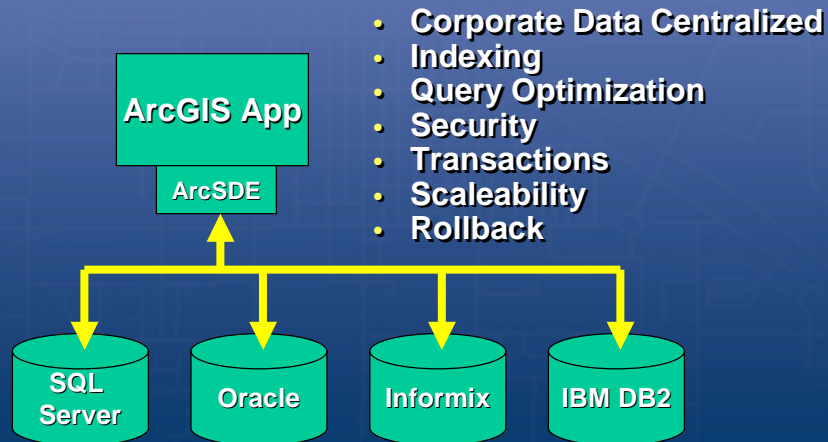 • Corporate Data Centralized
• Indexing
• Query Optimization
• Security
• Transactions
• Scaleability
• Rollback
ArcGIS App
ArcSDE
SQL
Server
Oracle
Informix
IBM DB2